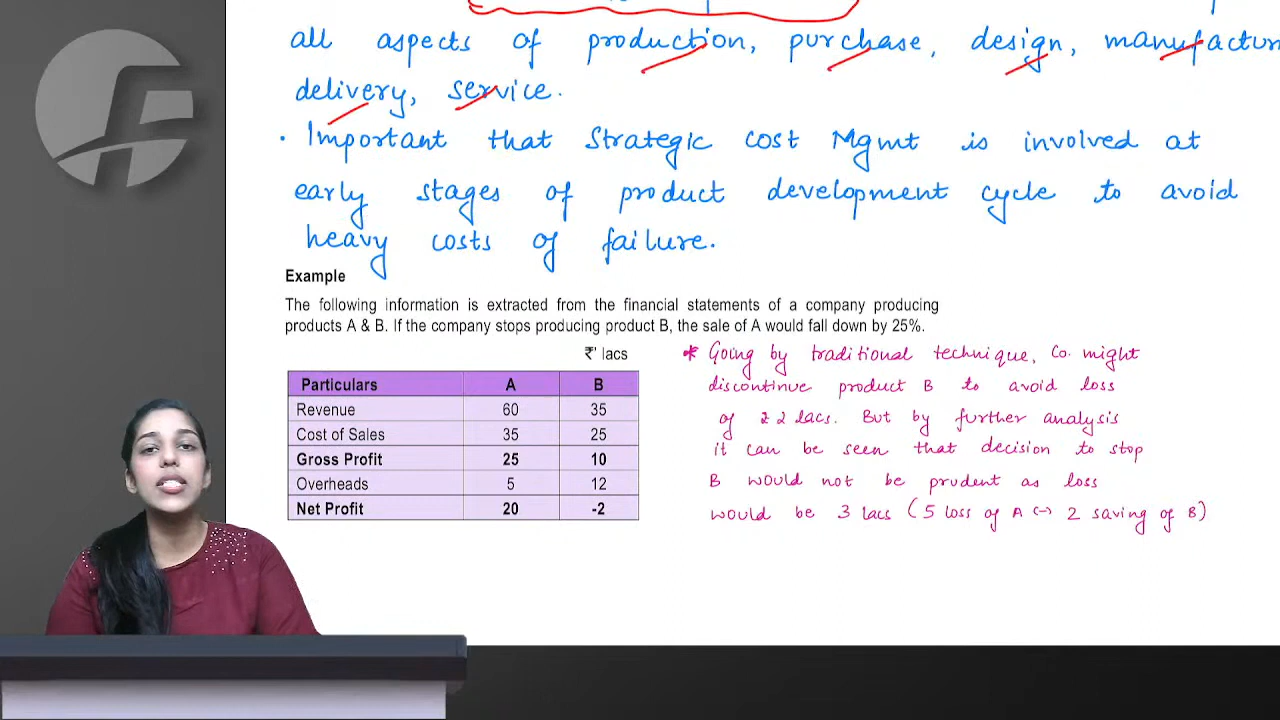 all aspects of production, purchase, design, manufactur
delivery, service.
. Important that Strategic cost Mgmt is involved at
early stages of product development cycle to avoid
heavy costs of failure.
Example
The following information is extracted from the financial statements of a company producing
products A & B. If the company stops producing product B, the sale of A would fall down by 25%.
₹' lacs
Particulars A B
Revenue 60 35
Cost of Sales 35 25
Gross Profit 25 10
Overheads 5 12
Net Profit 20 -2
* Going by traditional technique, Co. might
discontinue product B to avoid loss
of ₹ 2 lacs. But by further analysis
it can be seen that decision to stop
B would not be prudent as loss
would be 3 lacs (5 loss of A (-) 2 saving of B)